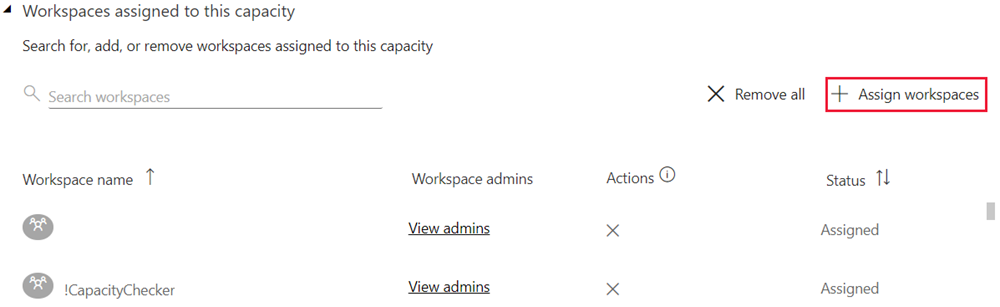 Workspaces assigned to this capacity
Search for, add, or remove workspaces assigned to this capacity
Search workspaces
Remove all
Assign workspaces
Workspace name
Workspace admins
Actions
Status
View admins
Assigned
!CapacityChecker
View admins
Assigned